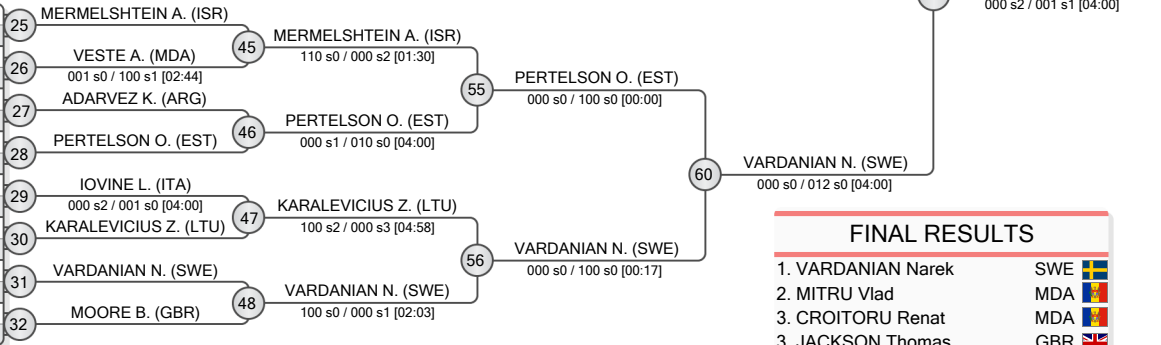 000 s2 / 001 s1 [04:00]
25
MERMELSHTEIN A. (ISR)
45
MERMELSHTEIN A. (ISR)
110 s0 / 000 s2 [01:30]
26
VESTE A. (MDA)
001 s0 / 100 s1 [02:44]
55
PERTELSON O. (EST)
000 s0 / 100 s0 [00:00]
27
ADARVEZ K. (ARG)
46
PERTELSON O. (EST)
000 s1 / 010 s0 [04:00]
28
PERTELSON O. (EST)
60
VARDANIAN N. (SWE)
000 s0 / 012 s0 [04:00]
29
IOVINE L. (ITA)
000 s2 / 001 s0 [04:00]
47
KARALEVICIUS Z. (LTU)
100 s2 / 000 s3 [04:58]
30
KARALEVICIUS Z. (LTU)
56
VARDANIAN N. (SWE)
000 s0 / 100 s0 [00:17]
31
VARDANIAN N. (SWE)
48
VARDANIAN N. (SWE)
100 s0 / 000 s1 [02:03]
32
MOORE B. (GBR)
FINAL RESULTS
1. VARDANIAN Narek SWE
2. MITRU Vlad MDA
3. CROITORU Renat MDA
3. JACKSON Thomas GBR